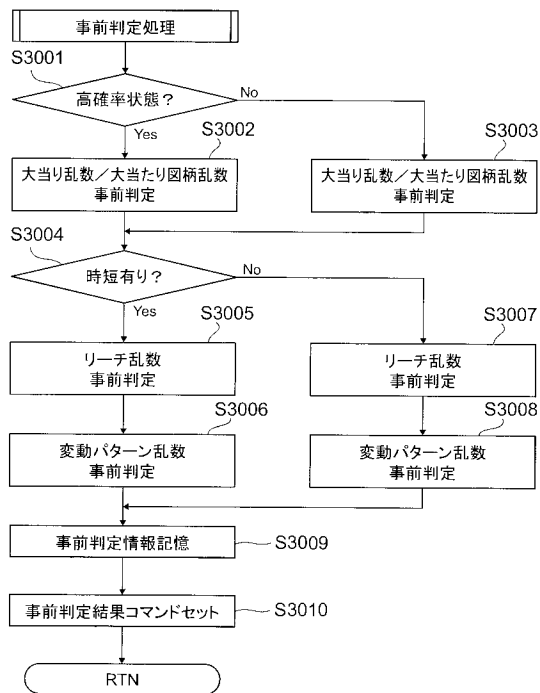 事前判定処理
S3001
高確率状態？
No
Yes
S3002
S3003
大当り乱数／大当たり図柄乱数
事前判定
大当り乱数／大当たり図柄乱数
事前判定
S3004
時短有り？
No
Yes
S3005
S3007
リーチ乱数
事前判定
リーチ乱数
事前判定
S3006
S3008
変動パターン乱数
事前判定
変動パターン乱数
事前判定
事前判定情報記憶
S3009
事前判定結果コマンドセット
S3010
RTN